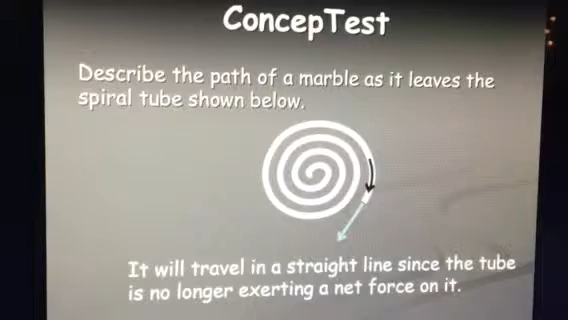 ConcepTest
Describe the path of a marble as it leaves the
spiral tube shown below.
It will travel in a straight line since the tube
is no longer exerting a net force on it.